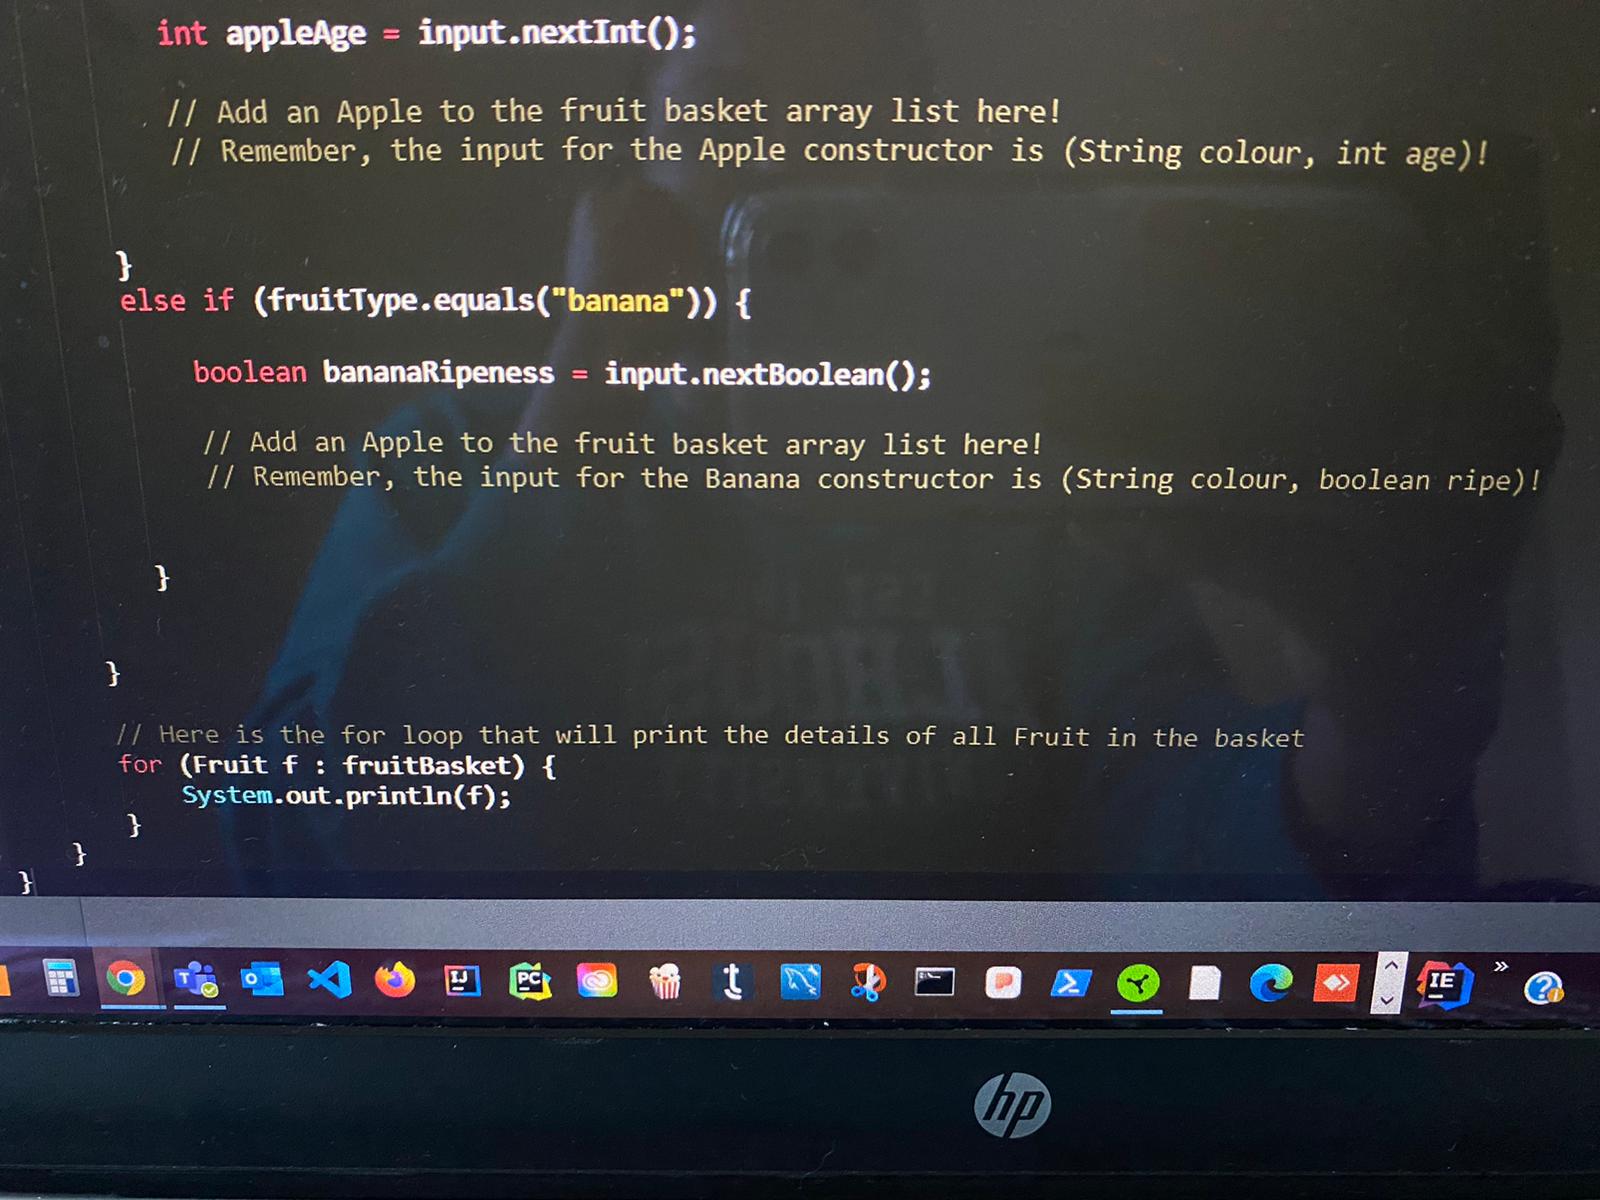 int appleAge = input.nextInt();
// Add an Apple to the fruit basket array list here!
// Remember, the input for the Apple constructor is (String colour, int age)!
}
else if (fruitType.equals("banana")) {
boolean bananaRipeness = input.nextBoolean();
// Add an Apple to the fruit basket array list here!
// Remember, the input for the Banana constructor is (String colour, boolean ripe)!
}
}
// Here is the for loop that will print the details of all Fruit in the basket
for (Fruit f : fruitBasket) {
System.out.println(f);
}
}
}
IJ
PC
t
IE
hp